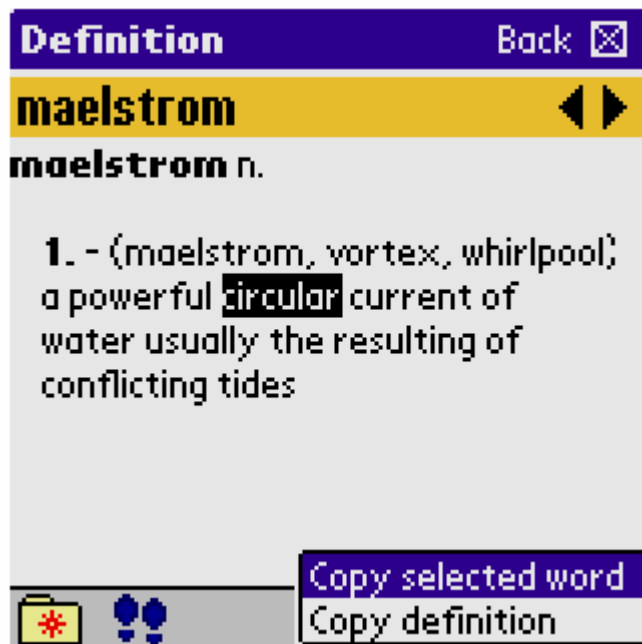 Definition Back
maelstrom
maelstrom n.
1. - (maelstrom, vortex, whirlpool;
a powerful circular current of
water usually the resulting of
conflicting tides
Copy selected word
Copy definition